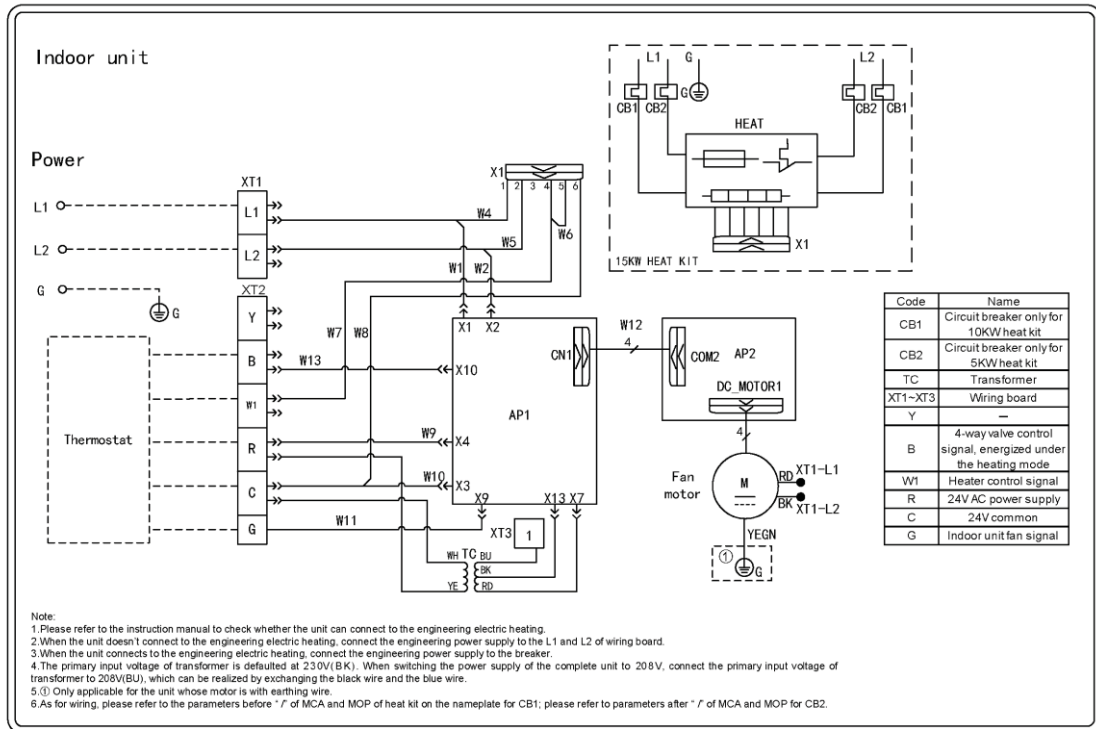 Indoor unit
L1 G L2
CB1 CB2 G CB2 CB1
HEAT
X1
15KW HEAT KIT
Power
XT1
L1 L1
L2 L2
G G
XT2
Y
B
W1
R
C
G
Thermostat
X1
1 2 3 4 5 6
W4
W5
W6
W1 W2
W7 W8
W13
W9
W10
W11
X1 X2
X10
AP1
X4
X3
X9 X13 X7
CN1
W12
4
COM2 AP2
DC_MOTOR1
4
Fan motor
M
RD XT1-L1
BK XT1-L2
YEGN
① G
XT3 1
WH TC BU
BK
YE RD
Code Name
CB1 Circuit breaker only for 10KW heat kit
CB2 Circuit breaker only for 5KW heat kit
TC Transformer
XT1~XT3 Wiring board
Y —
B 4-way valve control signal, energized under the heating mode
W1 Heater control signal
R 24V AC power supply
C 24V common
G Indoor unit fan signal
Note:
1.Please refer to the instruction manual to check whether the unit can connect to the engineering electric heating.
2.When the unit doesn't connect to the engineering electric heating, connect the engineering power supply to the L1 and L2 of wiring board.
3.When the unit connects to the engineering electric heating, connect the engineering power supply to the breaker.
4.The primary input voltage of transformer is defaulted at 230V(BK). When switching the power supply of the complete unit to 208V, connect the primary input voltage of
transformer to 208V(BU), which can be realized by exchanging the black wire and the blue wire.
5.① Only applicable for the unit whose motor is with earthing wire.
6.As for wiring, please refer to the parameters before "/" of MCA and MOP of heat kit on the nameplate for CB1; please refer to parameters after "/" of MCA and MOP for CB2.